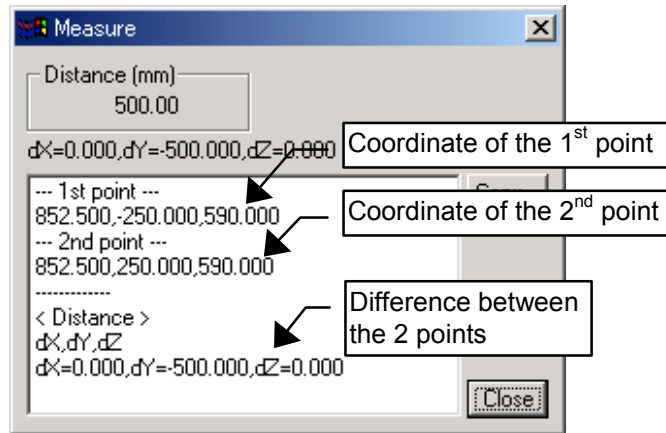 Measure
Distance (mm)
500.00
dX=0.000,dY=-500.000,dZ=0.000
Coordinate of the 1st point
--- 1st point ---
852.500,-250.000,590.000
Coordinate of the 2nd point
--- 2nd point ---
852.500,250.000,590.000
-------------
Difference between
the 2 points
< Distance >
dX,dY,dZ
dX=0.000,dY=-500.000,dZ=0.000
Close